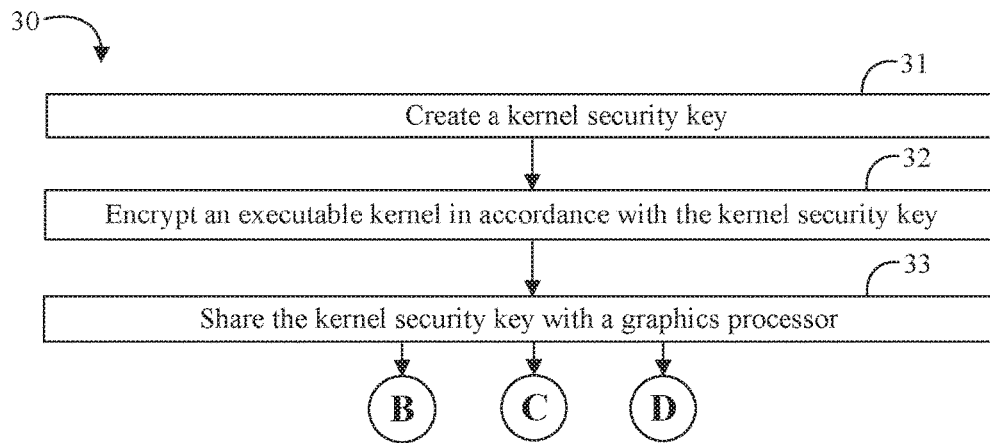 30
31
Create a kernel security key
32
Encrypt an executable kernel in accordance with the kernel security key
33
Share the kernel security key with a graphics processor
B C D